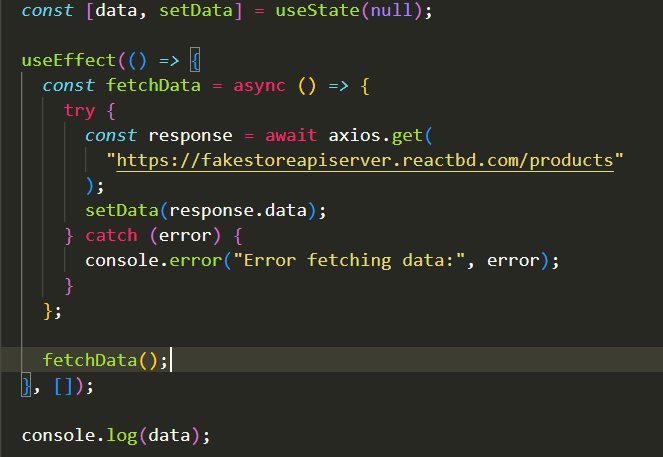 const [data, setData] = useState(null);
useEffect(() => {
const fetchData = async () => {
try {
const response = await axios.get(
"https://fakestoreapiserver.reactbd.com/products"
);
setData(response.data);
} catch (error) {
console.error("Error fetching data:", error);
}
};
fetchData();
}, []);
console.log(data);